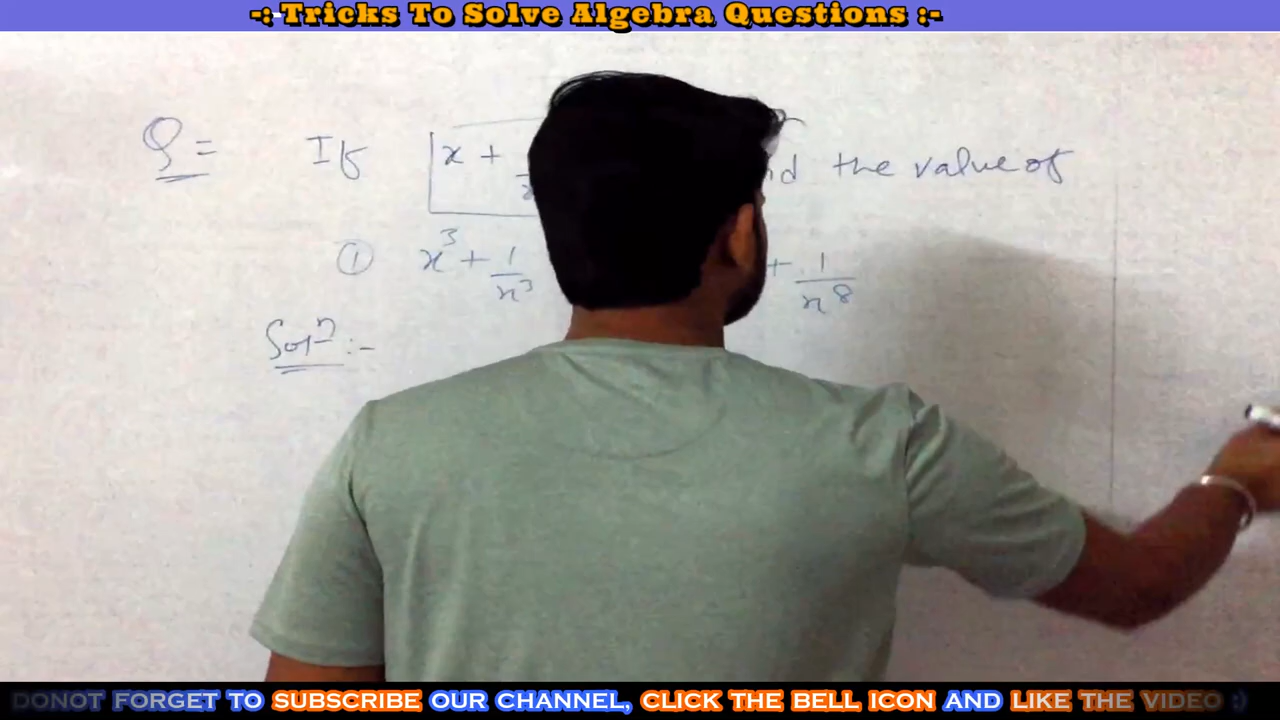 -:-Tricks To Solve Algebra Questions :-
Q= If x + the value of
① x³ + 1/x³ + 1/x⁸
Solⁿ :-
DONOT FORGET TO SUBSCRIBE OUR CHANNEL, CLICK THE BELL ICON AND LIKE THE VIDEO :)